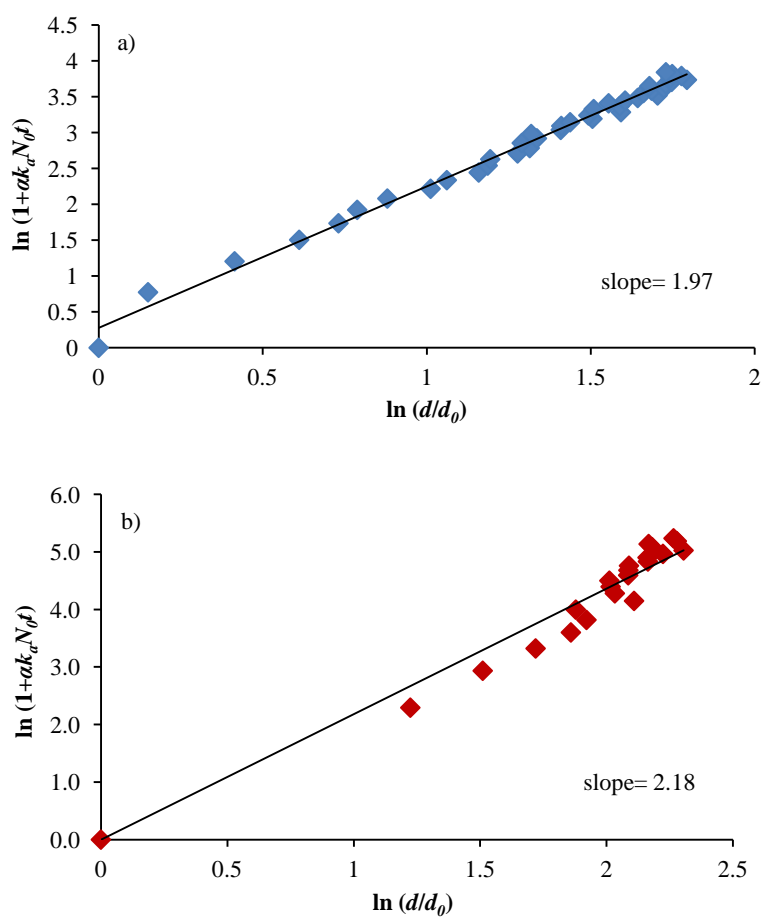 a)
ln (1+αkₐN₀t)
4.5
4
3.5
3
2.5
2
1.5
1
0.5
0
slope= 1.97
0 0.5 1 1.5 2
ln (d/d₀)
b)
ln (1+αkₐN₀t)
6.0
5.0
4.0
3.0
2.0
1.0
0.0
slope= 2.18
0 0.5 1 1.5 2 2.5
ln (d/d₀)